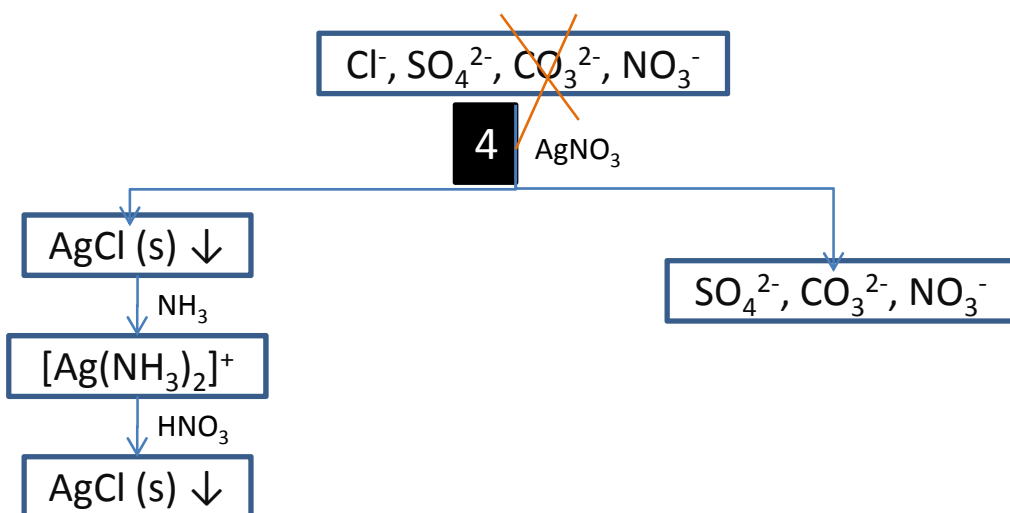 Cl⁻, SO₄²⁻, CO₃²⁻, NO₃⁻
4 AgNO₃
AgCl (s) ↓
SO₄²⁻, CO₃²⁻, NO₃⁻
NH₃
[Ag(NH₃)₂]⁺
HNO₃
AgCl (s) ↓